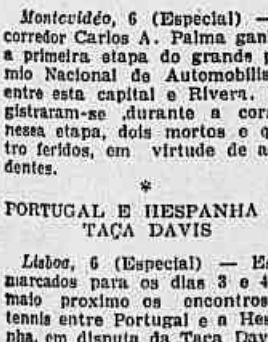 Montevidéo, 6 (Especial) —
corredor Carlos A. Palma gan
a primeira etapa do grande p
mio Nacional de Automobilis
entre esta capital e Rivera.
gistraram-se ,durante a cor
nessa etapa, dois mortos e q
tro feridos, em virtude de a
dentes.
*
PORTUGAL E HESPANHA
TAÇA DAVIS
Lisboa, 6 (Especial) — E
marcados para os dias 3 e 4
maio proximo os encontros
tennis entre Portugal e a Hes
nha, em disputa da Taça Dav